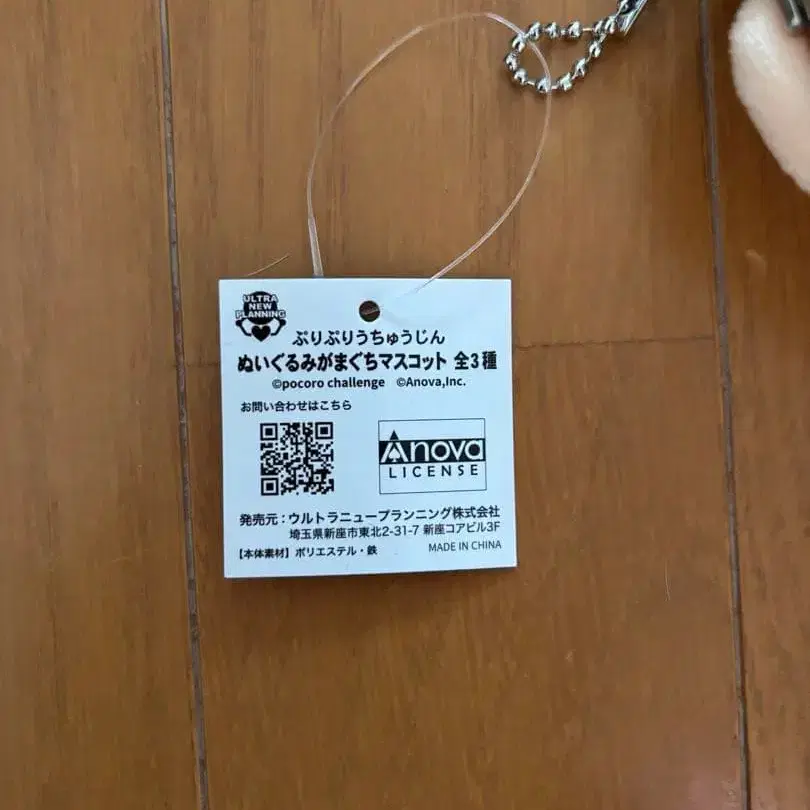 ULTRA
NEW
PLANNING
ぷりぷりうちゅうじん
ぬいぐるみがまぐちマスコット 全3種
©pocoro challenge ©Anova,Inc.
お問い合わせはこちら
Anova
LICENSE
発売元：ウルトラニュープランニング株式会社
埼玉県新座市東北2-31-7 新座コアビル3F
【本体素材】ポリエステル・鉄 MADE IN CHINA